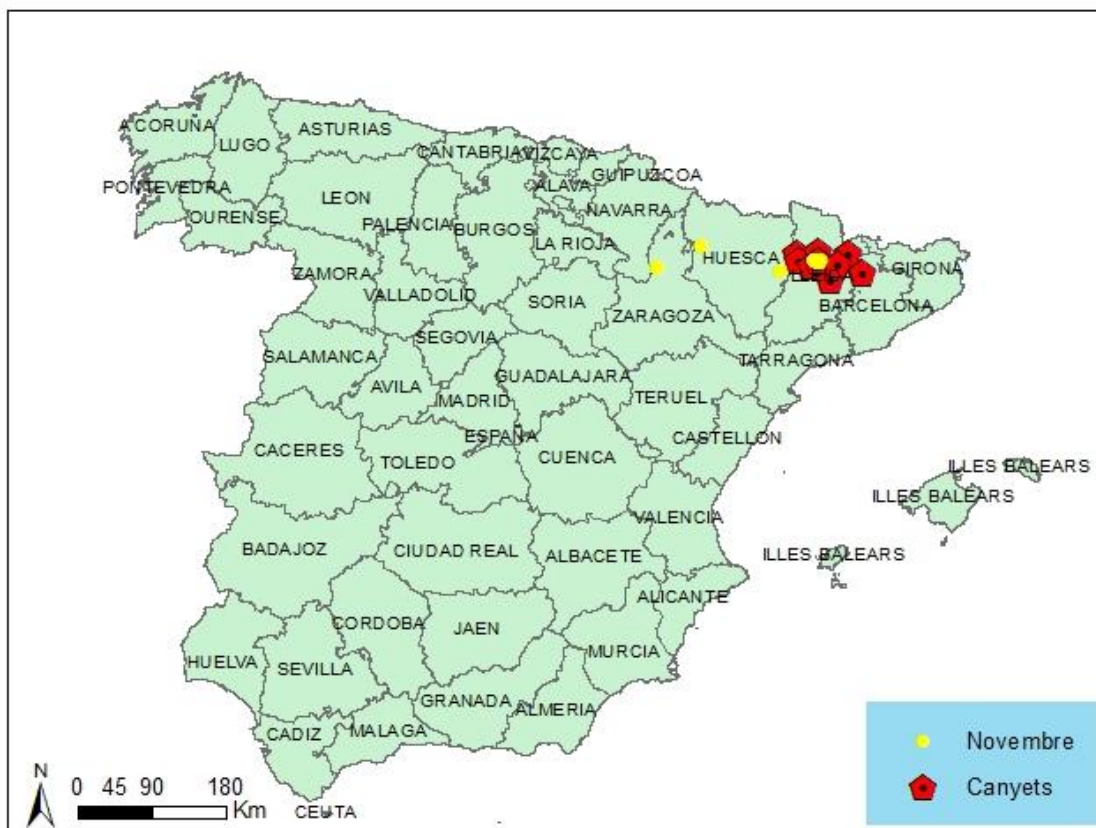 A CORUÑA
LUGO
ASTURIAS
CANTABRIA
VIZCAYA
GUIPUZCOA
ALAVA
NAVARRA
PONTEVEDRA
OURENSE
LEON
PALENCIA
BURGOS
LA RIOJA
HUESCA
LLEIDA
GIRONA
BARCELONA
ZAMORA
VALLADOLID
SORIA
ZARAGOZA
TARRAGONA
SEGOVIA
SALAMANCA
AVILA
MADRID
GUADALAJARA
TERUEL
CASTELLÓN
ESPAÑA
CACERES
TOLEDO
CUENCA
ILLES BALEARS
ILLES BALEARS
VALENCIA
BADAJOZ
CIUDAD REAL
ALBACETE
ILLES BALEARS
ALICANTE
CORDOBA
JAEN
MURCIA
HUELVA
SEVILLA
GRANADA
ALMERIA
CADIZ
MALAGA
CEUTA
N
0 45 90 180
Km
Novembre
Canyets